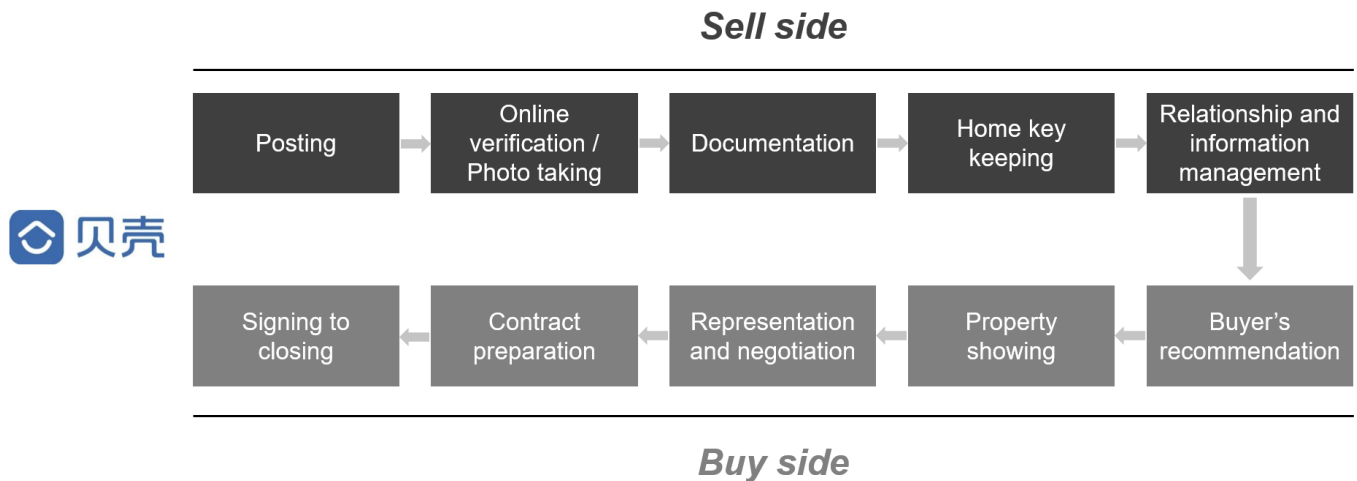 Sell side
Posting
Online
verification /
Photo taking
Documentation
Home key
keeping
Relationship and
information
management
贝壳
Signing to
closing
Contract
preparation
Representation
and negotiation
Property
showing
Buyer's
recommendation
Buy side